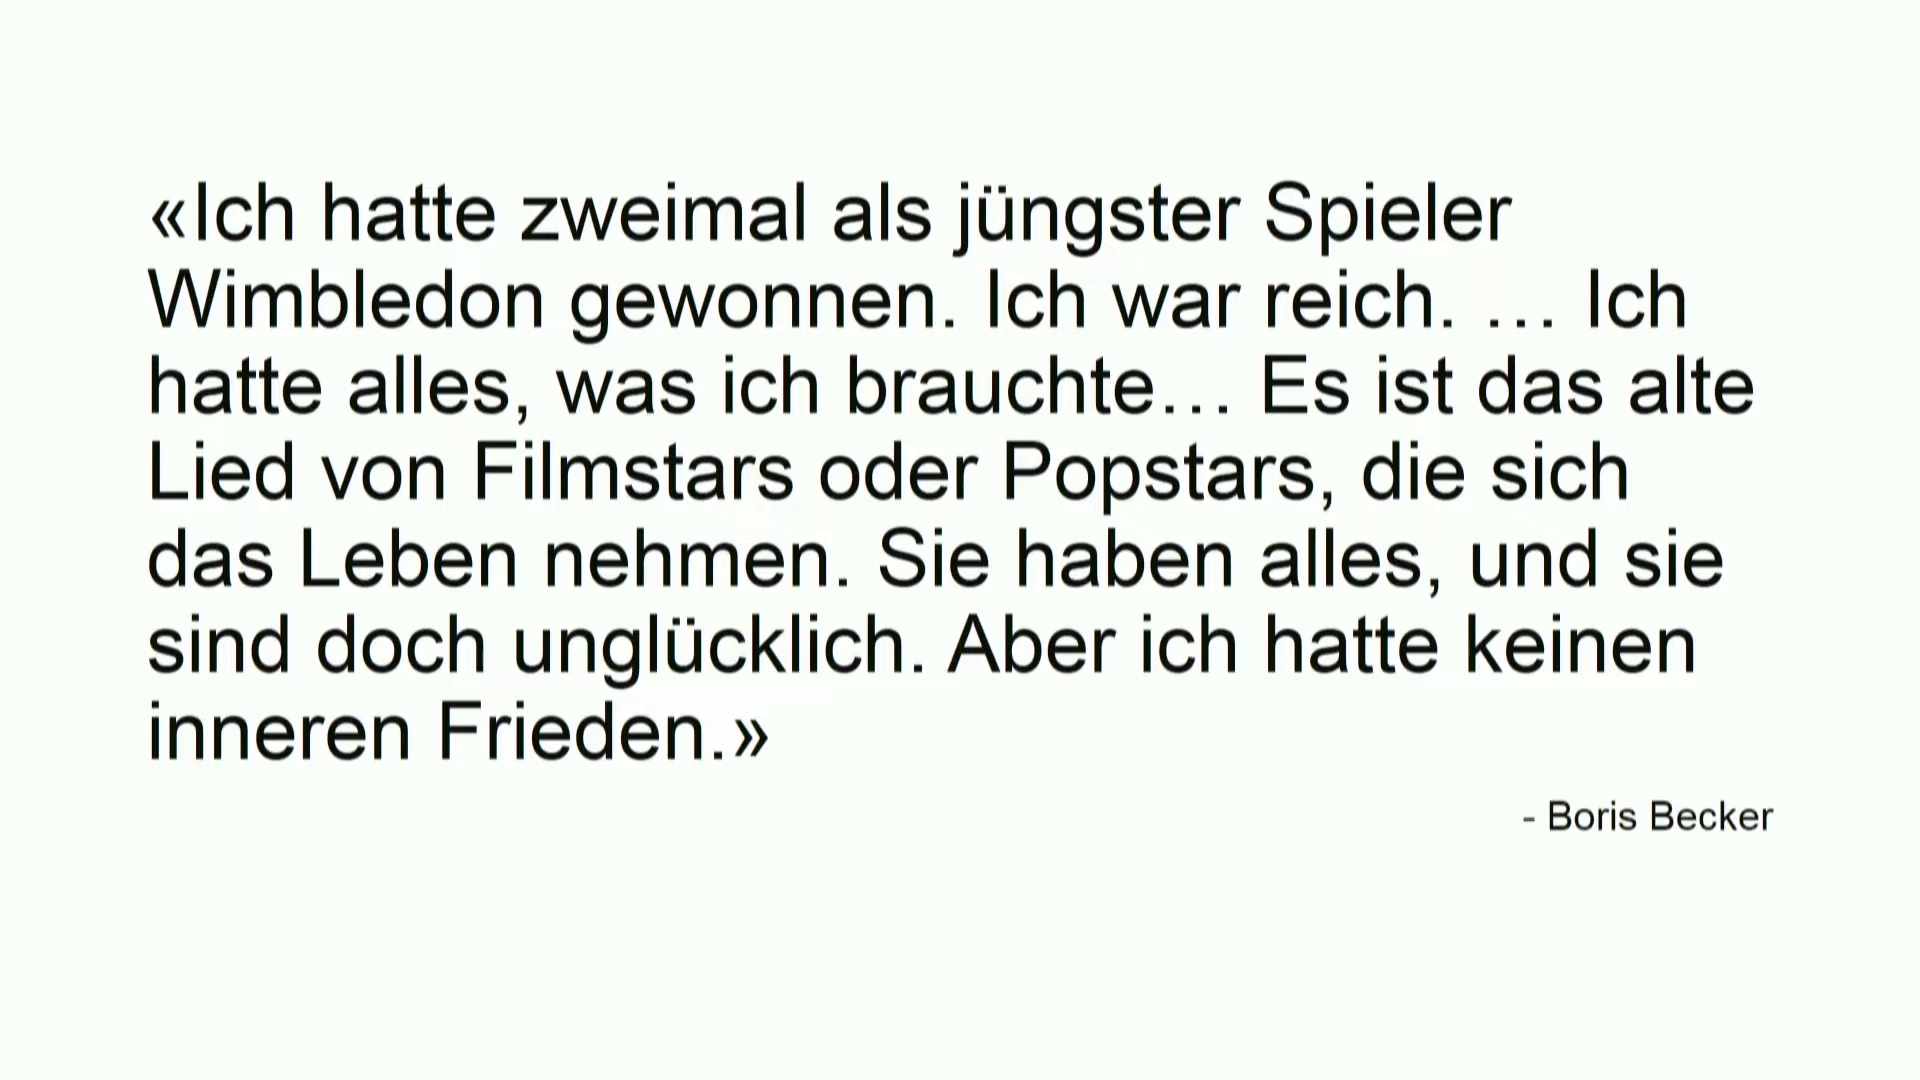 «Ich hatte zweimal als jüngster Spieler
Wimbledon gewonnen. Ich war reich. … Ich
hatte alles, was ich brauchte… Es ist das alte
Lied von Filmstars oder Popstars, die sich
das Leben nehmen. Sie haben alles, und sie
sind doch unglücklich. Aber ich hatte keinen
inneren Frieden.»
- Boris Becker